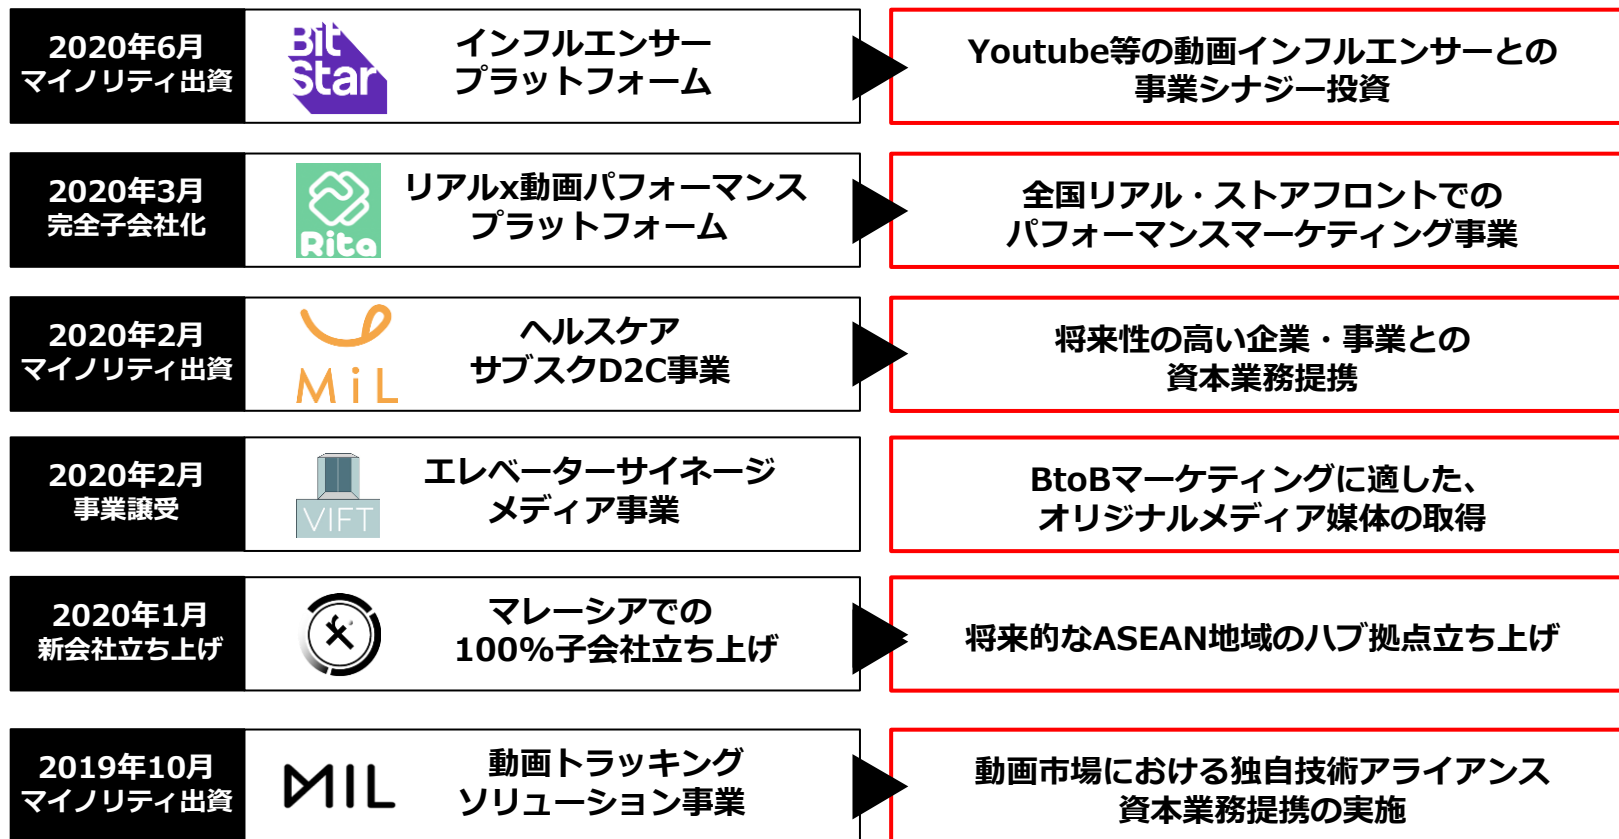 2020年6月
マイノリティ出資
Bit
Star
インフルエンサー
プラットフォーム
Youtube等の動画インフルエンサーとの
事業シナジー投資
2020年3月
完全子会社化
Rita
リアルx動画パフォーマンス
プラットフォーム
全国リアル・ストアフロントでの
パフォーマンスマーケティング事業
2020年2月
マイノリティ出資
MiL
ヘルスケア
サブスクD2C事業
将来性の高い企業・事業との
資本業務提携
2020年2月
事業譲受
VIFT
エレベーターサイネージ
メディア事業
BtoBマーケティングに適した、
オリジナルメディア媒体の取得
2020年1月
新会社立ち上げ
マレーシアでの
100%子会社立ち上げ
将来的なASEAN地域のハブ拠点立ち上げ
2019年10月
マイノリティ出資
MIL
動画トラッキング
ソリューション事業
動画市場における独自技術アライアンス
資本業務提携の実施